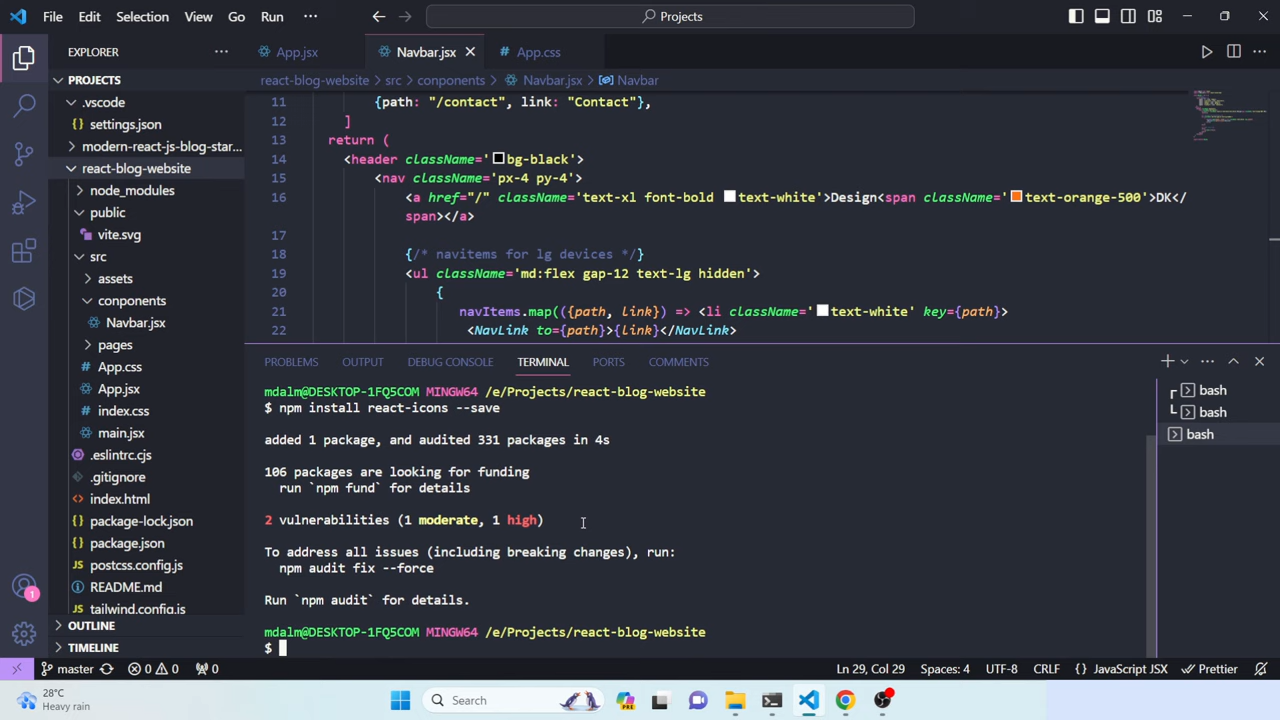 File Edit Selection View Go Run ··· Projects
EXPLORER ···
App.jsx Navbar.jsx App.css
PROJECTS
.vscode
settings.json
modern-react-js-blog-star...
react-blog-website
node_modules
public
vite.svg
src
assets
conponents
Navbar.jsx
pages
App.css
App.jsx
index.css
main.jsx
.eslintrc.cjs
.gitignore
index.html
package-lock.json
package.json
postcss.config.js
README.md
tailwind.config.js
OUTLINE
TIMELINE
react-blog-website > src > conponents > Navbar.jsx > Navbar
11 {path: "/contact", link: "Contact"},
12 ]
13 return (
14 <header className='bg-black'>
15 <nav className='px-4 py-4'>
16 <a href="/" className='text-xl font-bold text-white'>Design<span className='text-orange-500'>DK</
span></a>
17
18 {/* navitems for lg devices */}
19 <ul className='md:flex gap-12 text-lg hidden'>
20 {
21 navItems.map(({path, link}) => <li className='text-white' key={path}>
22 <NavLink to={path}>{link}</NavLink>
PROBLEMS OUTPUT DEBUG CONSOLE TERMINAL PORTS COMMENTS
mdalm@DESKTOP-1FQ5COM MINGW64 /e/Projects/react-blog-website
$ npm install react-icons --save
added 1 package, and audited 331 packages in 4s
106 packages are looking for funding
run `npm fund` for details
2 vulnerabilities (1 moderate, 1 high)
To address all issues (including breaking changes), run:
npm audit fix --force
Run `npm audit` for details.
mdalm@DESKTOP-1FQ5COM MINGW64 /e/Projects/react-blog-website
$
bash
bash
bash
1
master 0 0 0 Ln 29, Col 29 Spaces: 4 UTF-8 CRLF {} JavaScript JSX Prettier
28°C
Heavy rain
Search
PRE